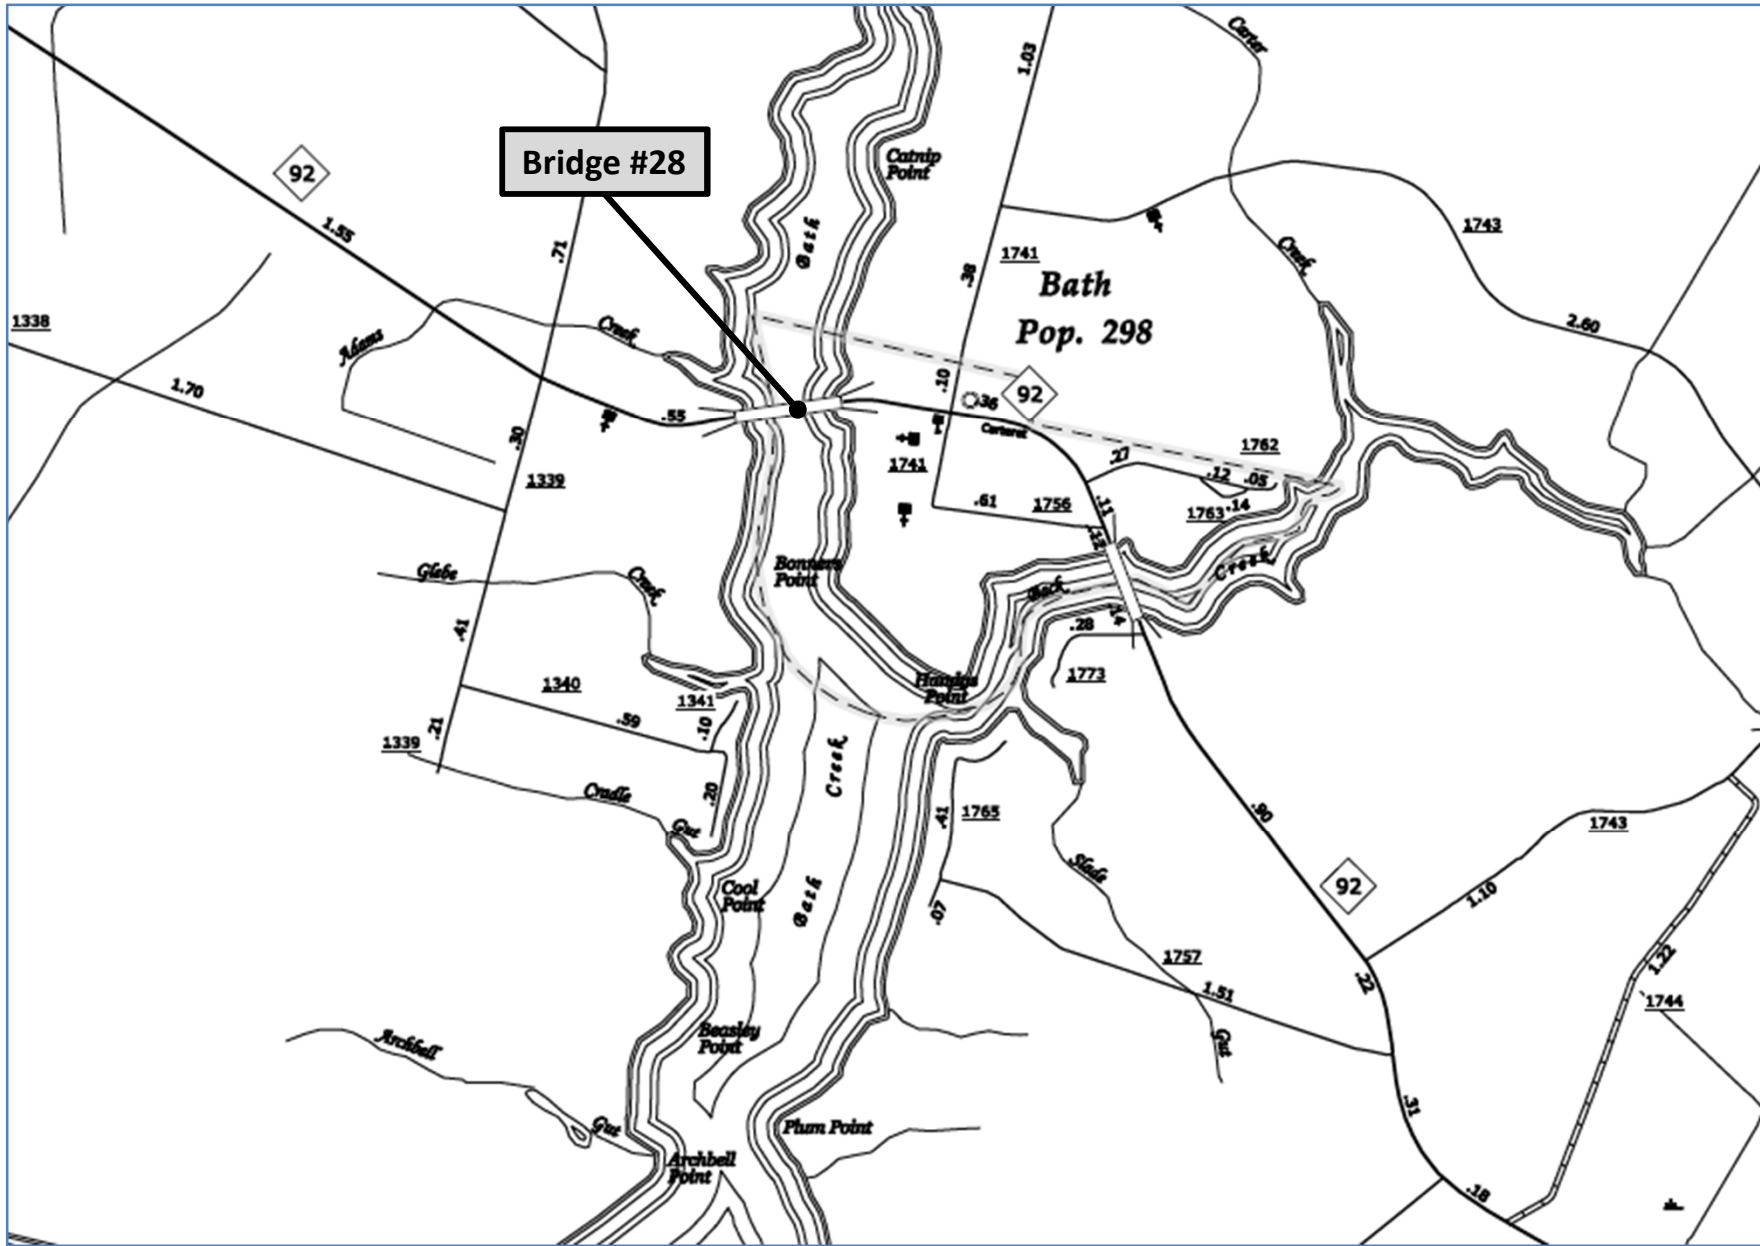 Carter
1.03
Bridge #28
92
Catnip
Point
1.55
.71
Bath
Creek
1743
1741
.38
Bath
Pop. 298
1338
Adams
Creek
2.60
1.70
.10
92
36
.55
Carteret
.30
1741
1762
.27
.12
.05
1339
.61
1756
.11
1763
.14
.12
Bonners
Point
Glebe
Creek
Back
Creek
.14
.41
.28
Handys
Point
1773
1340
1341
.59
.10
.21
1339
Creek
Cradle
.20
.41
1765
.90
Gut
1743
Slade
Cool
Point
Bath
92
1.10
.07
1757
1.22
.22
1.51
1744
Beasley
Point
Archbell
Gut
.31
Gut
Plum Point
Archbell
Point
.18